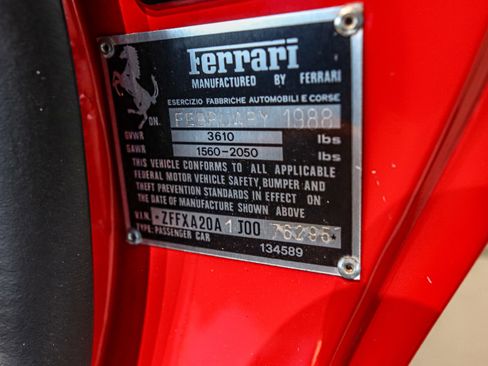 Ferrari
MANUFACTURED BY FERRARI
ESERCIZIO FABBRICHE AUTOMOBILI E CORSE
ON. FEBRUARY 1988
GVWR 3610 lbs
GAWR 1560-2050 lbs
THIS VEHICLE CONFORMS TO ALL APPLICABLE
FEDERAL MOTOR VEHICLE SAFETY, BUMPER AND
THEFT PREVENTION STANDARDS IN EFFECT ON
THE DATE OF MANUFACTURE SHOWN ABOVE
V.I.N. *ZFFXA20A1J0076295*
TYPE: PASSENGER CAR
134589